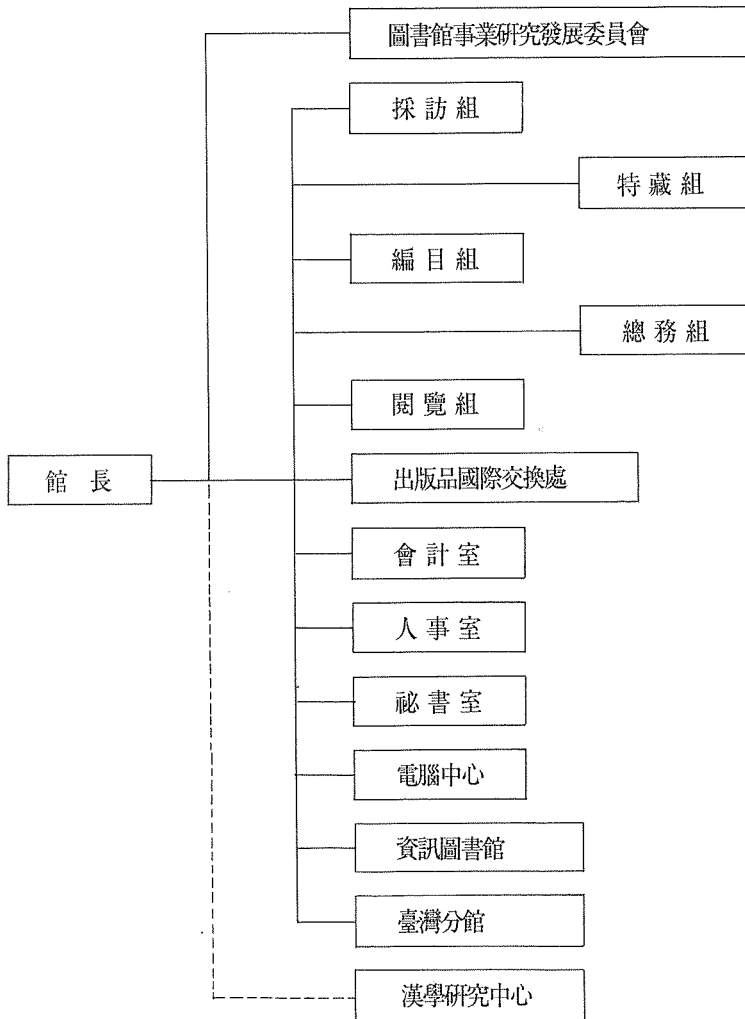 圖書館事業研究發展委員會
採訪組
特藏組
編目組
總務組
閱覽組
館長
出版品國際交換處
會計室
人事室
祕書室
電腦中心
資訊圖書館
臺灣分館
漢學研究中心